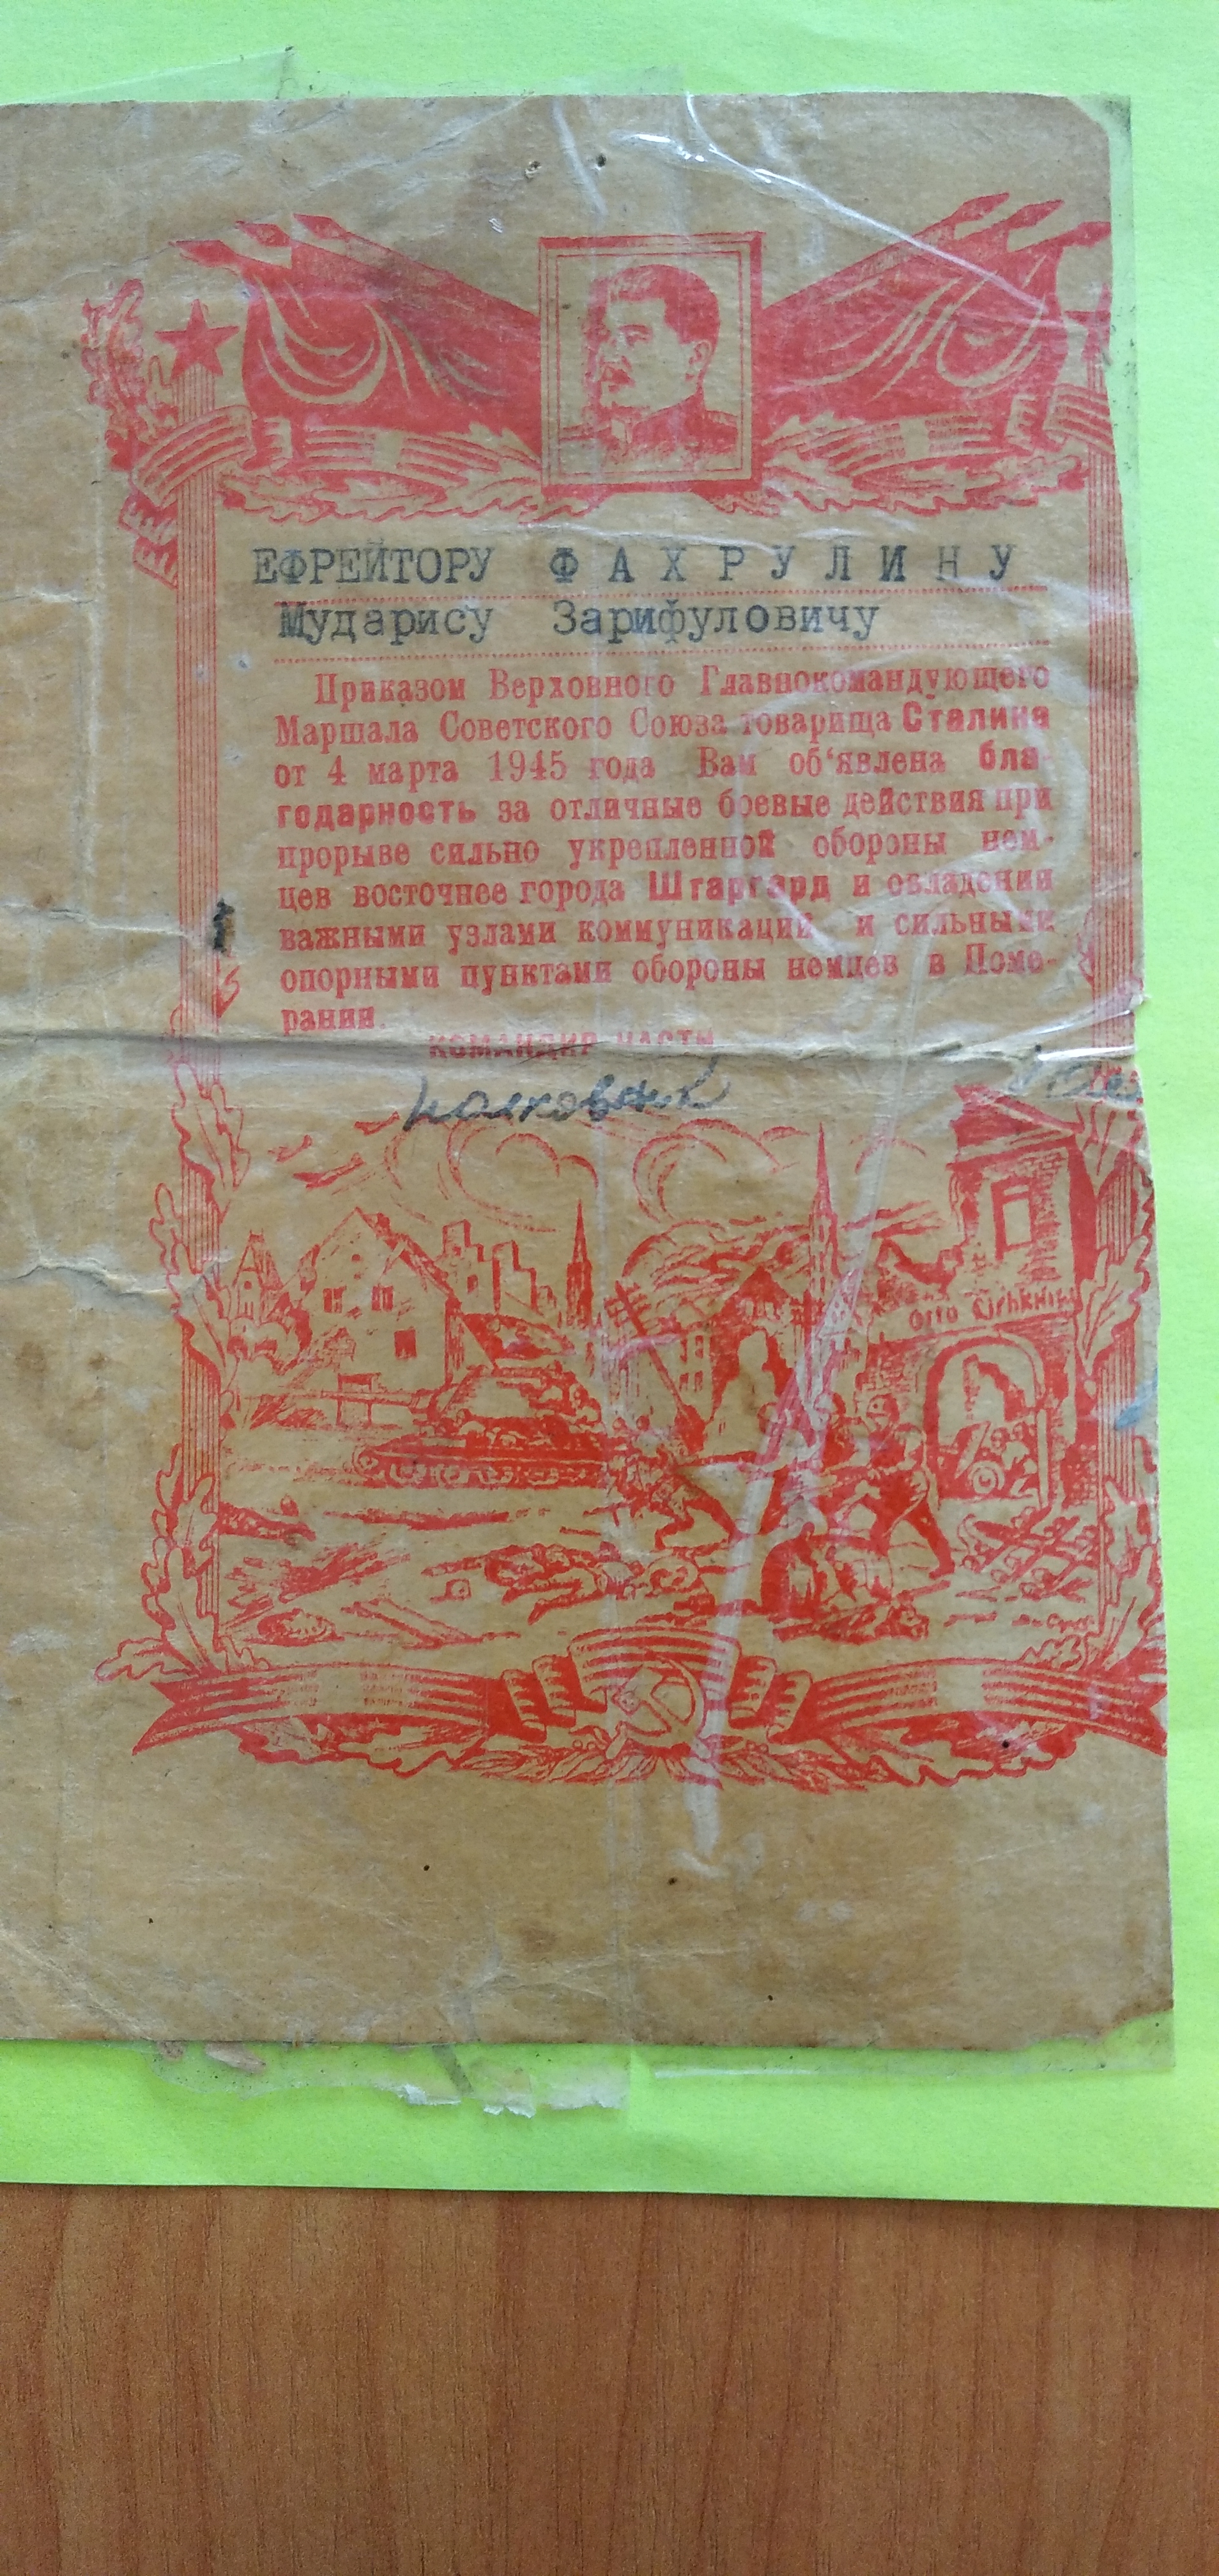 ЕФРЕЙТОРУ ФАХРУЛИНУ
Мударису Зарифуловичу
Приказом Верховного Главнокомандующего
Маршала Советского Союза товарища Сталина
от 4 марта 1945 года Вам об‘явлена бла-
годарность за отличные боевые действия при
прорыве сильно укрепленной обороны нем-
цев восточнее города Штаргард и овладении
важными узлами коммуникаций и сильными
опорными пунктами обороны немцев в Поме-
рании.
КОМАНДИР ЧАСТИ
полковник
Otto